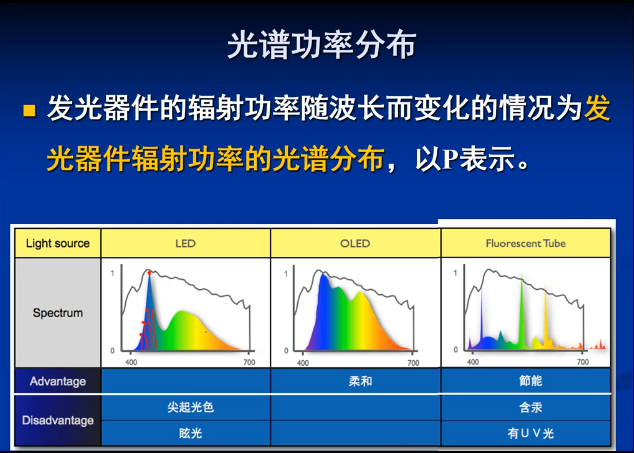 光谱功率分布
发光器件的辐射功率随波长而变化的情况为发
光器件辐射功率的光谱分布，以P表示。
Light source LED OLED Fluorescent Tube
Spectrum
1 1 1
0 0 0
400 700 400 700 400 700
Advantage 柔和 節能
Disadvantage
尖起光色 含汞
眩光 有UV光